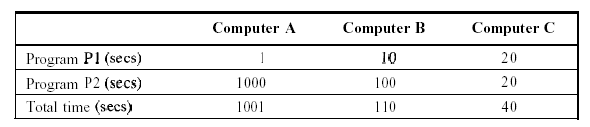 Computer A Computer B Computer C
Program P1 (secs) 1 10 20
Program P2 (secs) 1000 100 20
Total time (secs) 1001 110 40